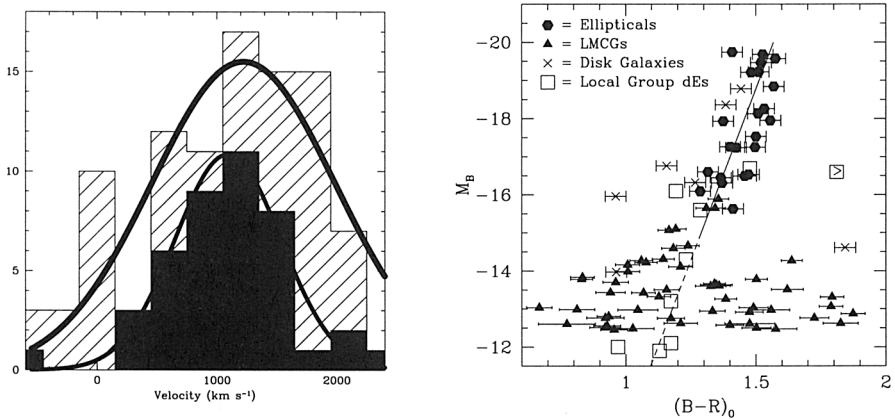 15
10
5
0
0
1000
2000
Velocity (km s⁻¹)
-20
-18
-16
-14
-12
M_B
= Ellipticals
= LMCGs
= Disk Galaxies
= Local Group dEs
1
1.5
2
(B−R)₀